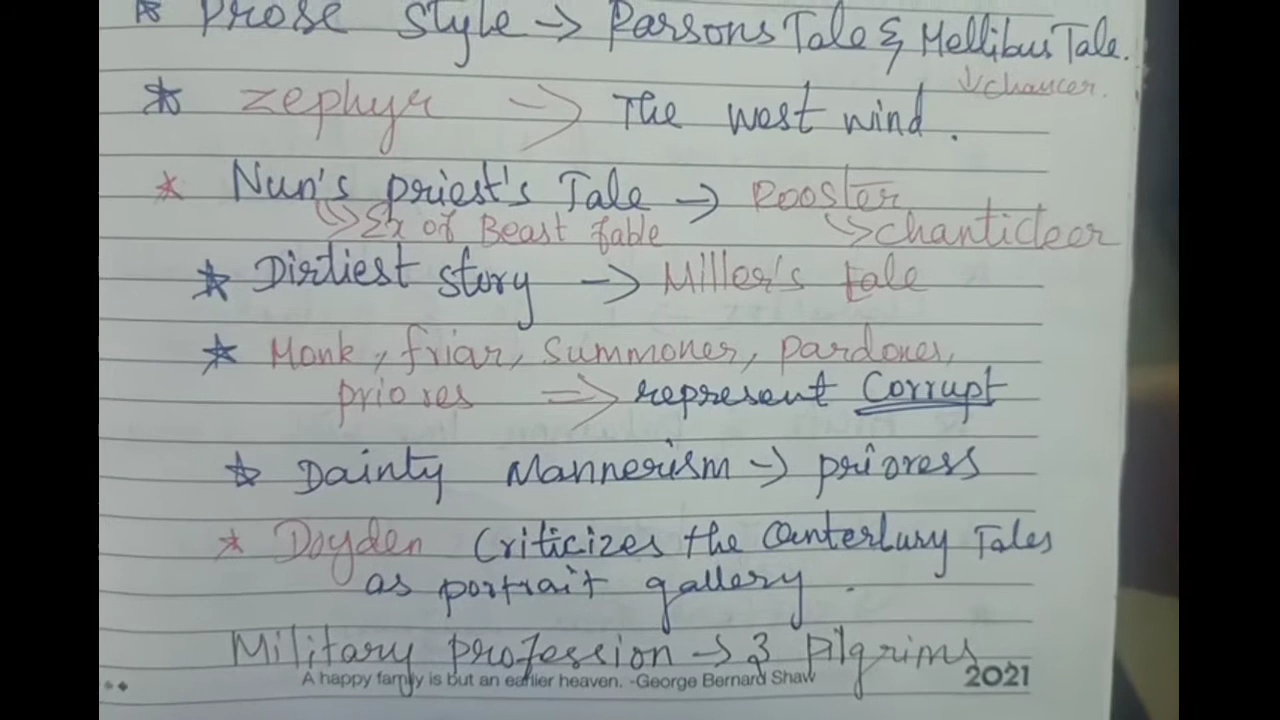 * Prose Style → Parsons Tale & Mellibus Tale.
↓ chaucer.
* Zephyr → The west wind.
* Nun's priest's Tale → Rooster
↳ Ex of Beast fable ↳ chanticleer
* Dirtiest story → Miller's tale
* Monk, friar, summoner, pardoner,
priores ⇒ represent Corrupt
* Dainty Mannerism → prioress
* Dryden Criticizes the Canterbury Tales
as portrait gallery.
Military profession → 3 pilgrims
A happy family is but an earlier heaven. -George Bernard Shaw 2021